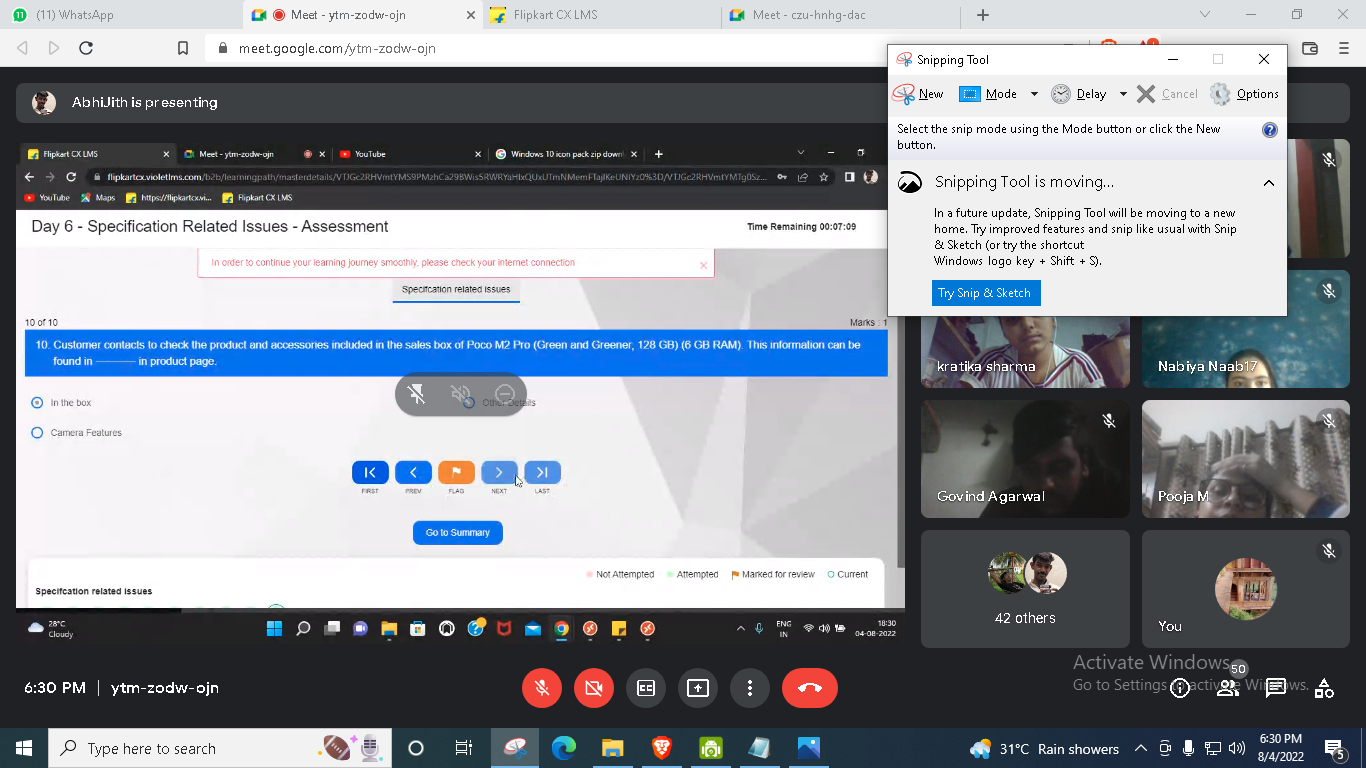 (11) WhatsApp
Meet - ytm-zodw-ojn
Flipkart CX LMS
Meet - czu-hnhg-dac
meet.google.com/ytm-zodw-ojn
Snipping Tool
New
Mode
Delay
Cancel
Options
Select the snip mode using the Mode button or click the New
button.
Snipping Tool is moving...
In a future update, Snipping Tool will be moving to a new
home. Try improved features and snip like usual with Snip
& Sketch (or try the shortcut
Windows logo key + Shift + S).
Try Snip & Sketch
AbhiJith is presenting
Flipkart CX LMS
Meet - ytm-zodw-ojn
YouTube
Windows 10 icon pack zip down
YouTube
Maps
https://flipkartcx.vi...
Flipkart CX LMS
Day 6 - Specification Related Issues - Assessment
Time Remaining 00:07:09
In order to continue your learning journey smoothly, please check your internet connection
Specifcation related issues
10 of 10
Marks : 1
10. Customer contacts to check the product and accessories included in the sales box of Poco M2 Pro (Green and Greener, 128 GB) (6 GB RAM). This information can be
found in ———— in product page.
In the box
Other Details
Camera Features
FIRST
PREV
FLAG
NEXT
LAST
Go to Summary
Not Attempted
Attempted
Marked for review
Current
Specifcation related issues
28°C
Cloudy
ENG
IN
18:30
04-08-2022
kratika sharma
Nabiya Naab17
Govind Agarwal
Pooja M
42 others
You
Activate Windows
Go to Settings to activate Windows.
6:30 PM
ytm-zodw-ojn
50
Type here to search
31°C Rain showers
6:30 PM
8/4/2022
5